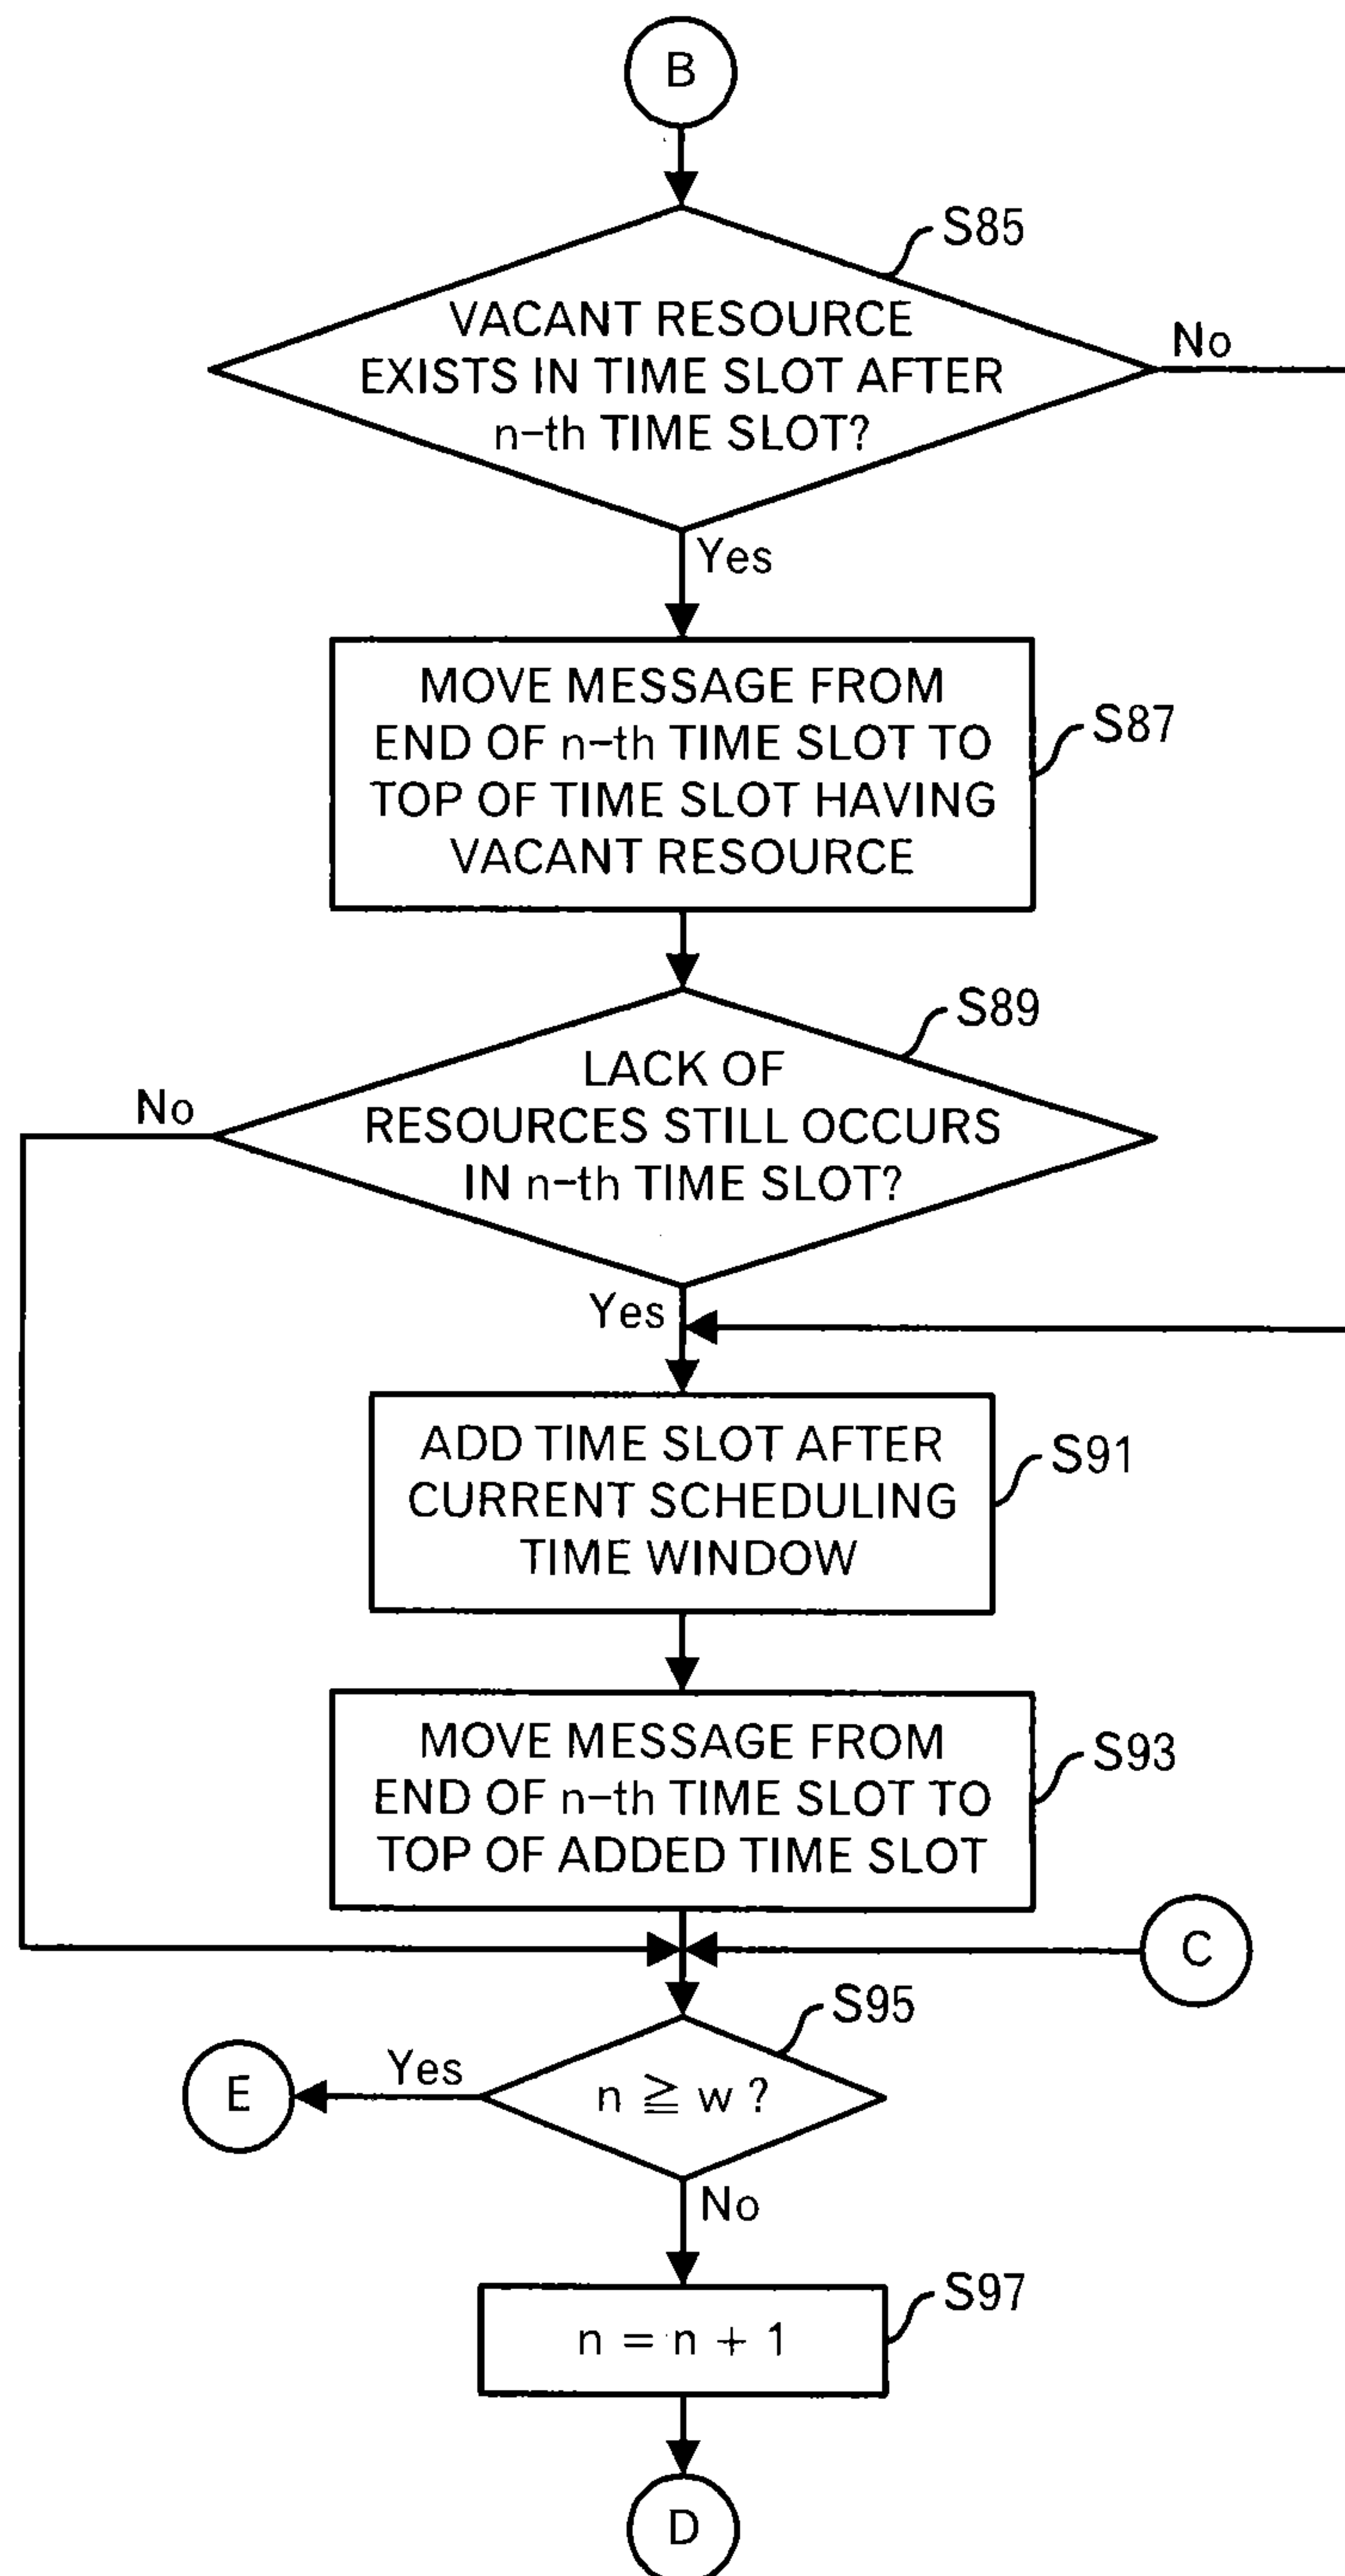 B
S85
VACANT RESOURCE
EXISTS IN TIME SLOT AFTER
n-th TIME SLOT?
No
Yes
MOVE MESSAGE FROM
END OF n-th TIME SLOT TO
TOP OF TIME SLOT HAVING
VACANT RESOURCE
S87
S89
LACK OF
RESOURCES STILL OCCURS
IN n-th TIME SLOT?
No
Yes
ADD TIME SLOT AFTER
CURRENT SCHEDULING
TIME WINDOW
S91
MOVE MESSAGE FROM
END OF n-th TIME SLOT TO
TOP OF ADDED TIME SLOT
S93
C
S95
n ≧ w ?
Yes
E
No
S97
n = n + 1
D